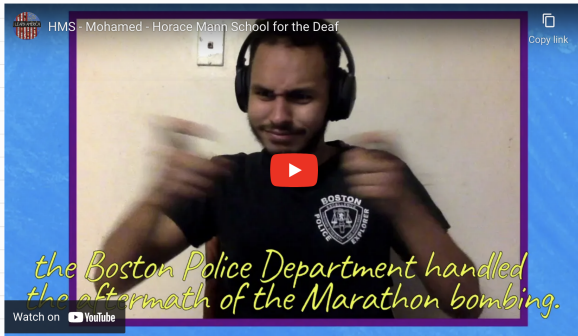 HMS - Mohamed - Horace Mann School for the Deaf
Copy link
BOSTON
POLICE
EXPLORER
the Boston Police Department handled
the aftermath of the Marathon bombing.
Watch on YouTube